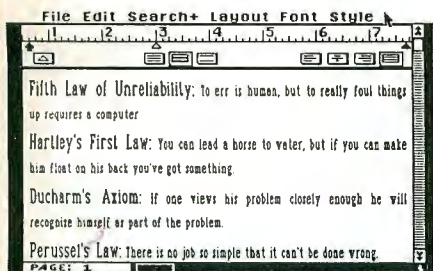 File Edit Search+ Layout Font Style
1 2 3 4 5 6 7
Fifth Law of Unreliability: To err is human, but to really foul things
up requires a computer
Hartley's First Law: You can lead a horse to water, but if you can make
him float on his back you've got something.
Ducharm's Axiom: If one views his problem closely enough he will
recognize himself as part of the problem.
Perussel's Law: There is no job so simple that it can't be done wrong.
PAGE: 1